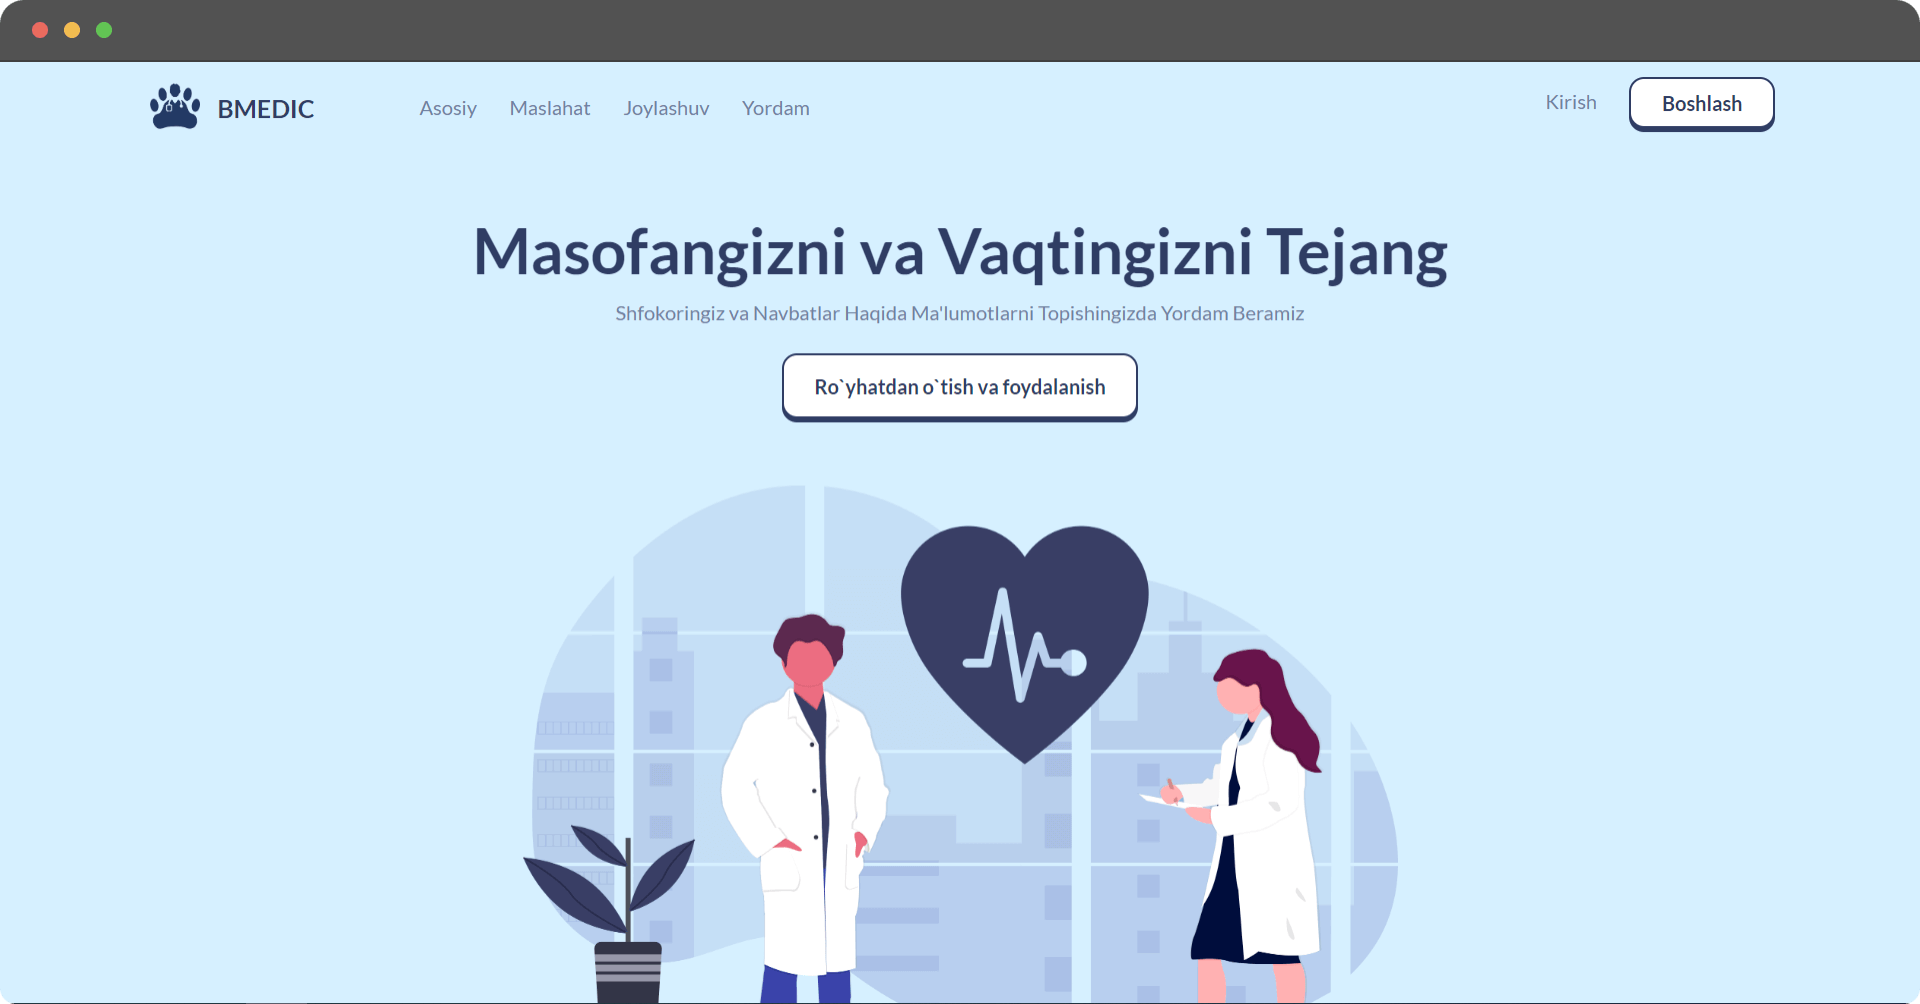 BMEDIC
Asosiy Maslahat Joylashuv Yordam
Kirish
Boshlash
Masofangizni va Vaqtingizni Tejang
Shfokoringiz va Navbatlar Haqida Ma'lumotlarni Topishingizda Yordam Beramiz
Ro`yhatdan o`tish va foydalanish